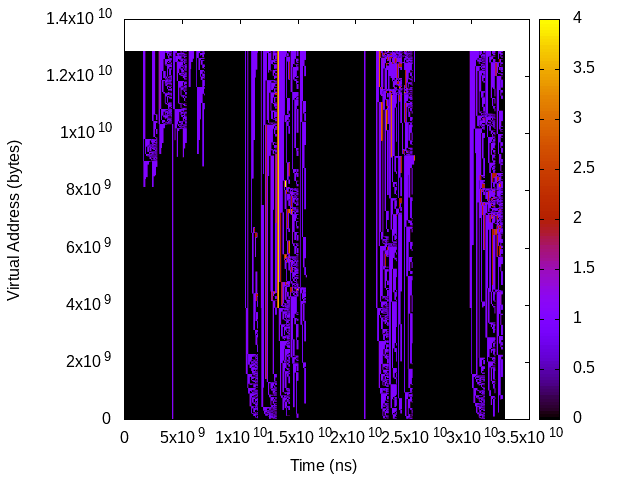 1.4x10^10
1.2x10^10
1x10^10
8x10^9
6x10^9
4x10^9
2x10^9
0
Virtual Address (bytes)
0 5x10^9 1x10^10 1.5x10^10 2x10^10 2.5x10^10 3x10^10 3.5x10^10
Time (ns)
4
3.5
3
2.5
2
1.5
1
0.5
0